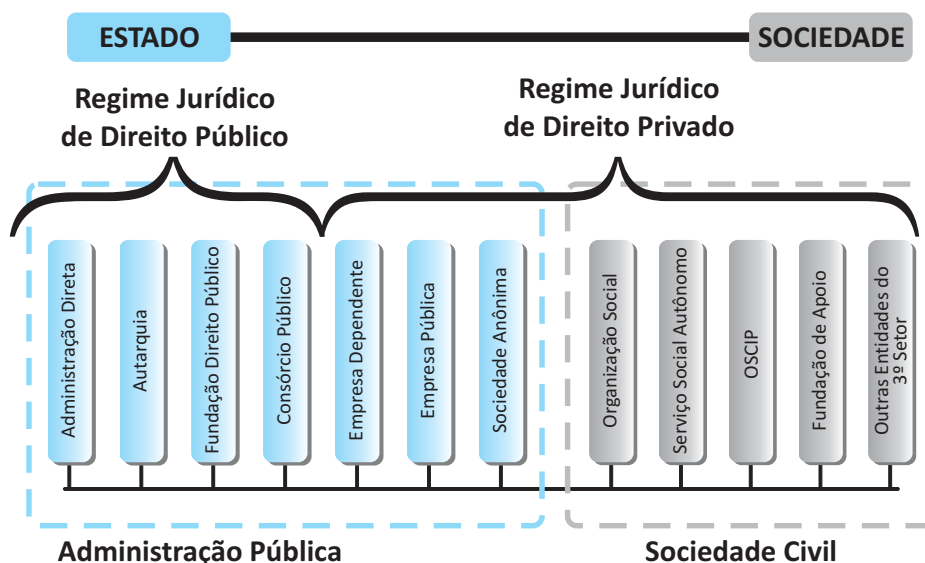 ESTADO
SOCIEDADE
Regime Jurídico
de Direito Público
Regime Jurídico
de Direito Privado
Administração Direta
Autarquia
Fundação Direito Público
Consórcio Público
Empresa Dependente
Empresa Pública
Sociedade Anônima
Organização Social
Serviço Social Autônomo
OSCIP
Fundação de Apoio
Outras Entidades do
3º Setor
Administração Pública
Sociedade Civil